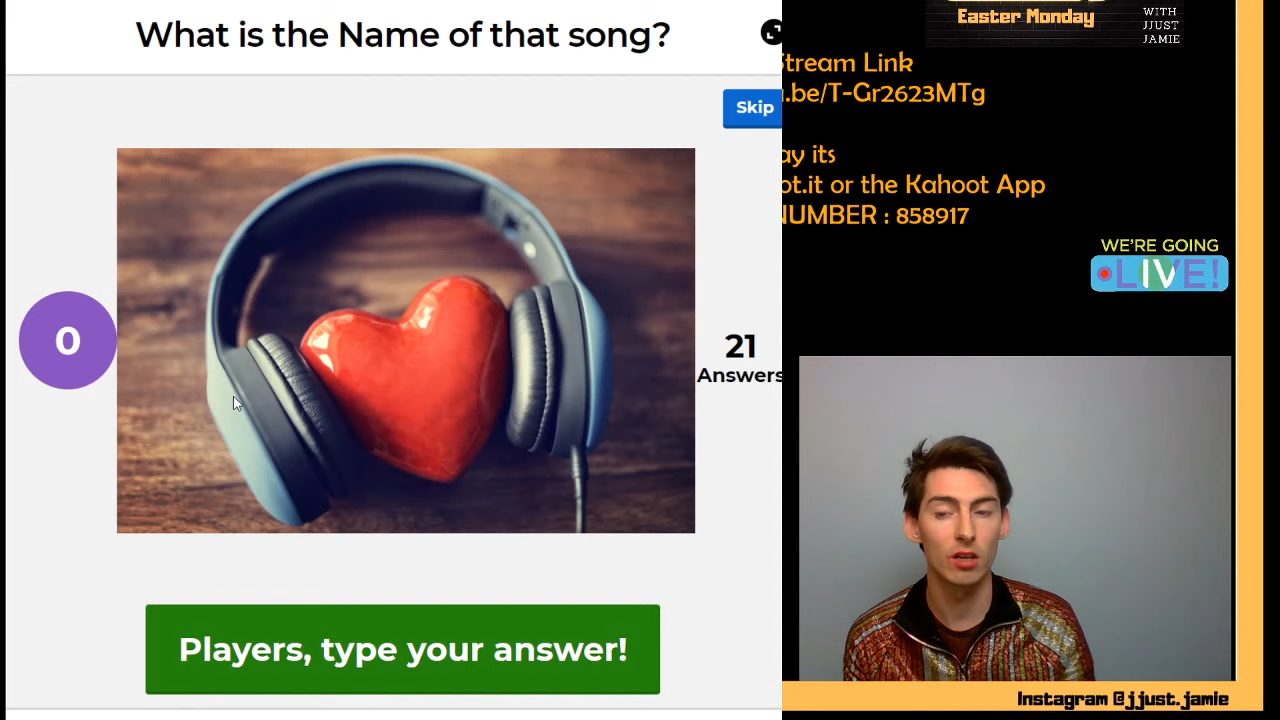 What is the Name of that song?
Skip
0
21
Answers
Players, type your answer!
Easter Monday
WITH
JJUST
JAMIE
Stream Link
.be/T-Gr2623MTg
ay its
ot.it or the Kahoot App
NUMBER : 858917
WE'RE GOING
LIVE!
Instagram @jjust.jamie